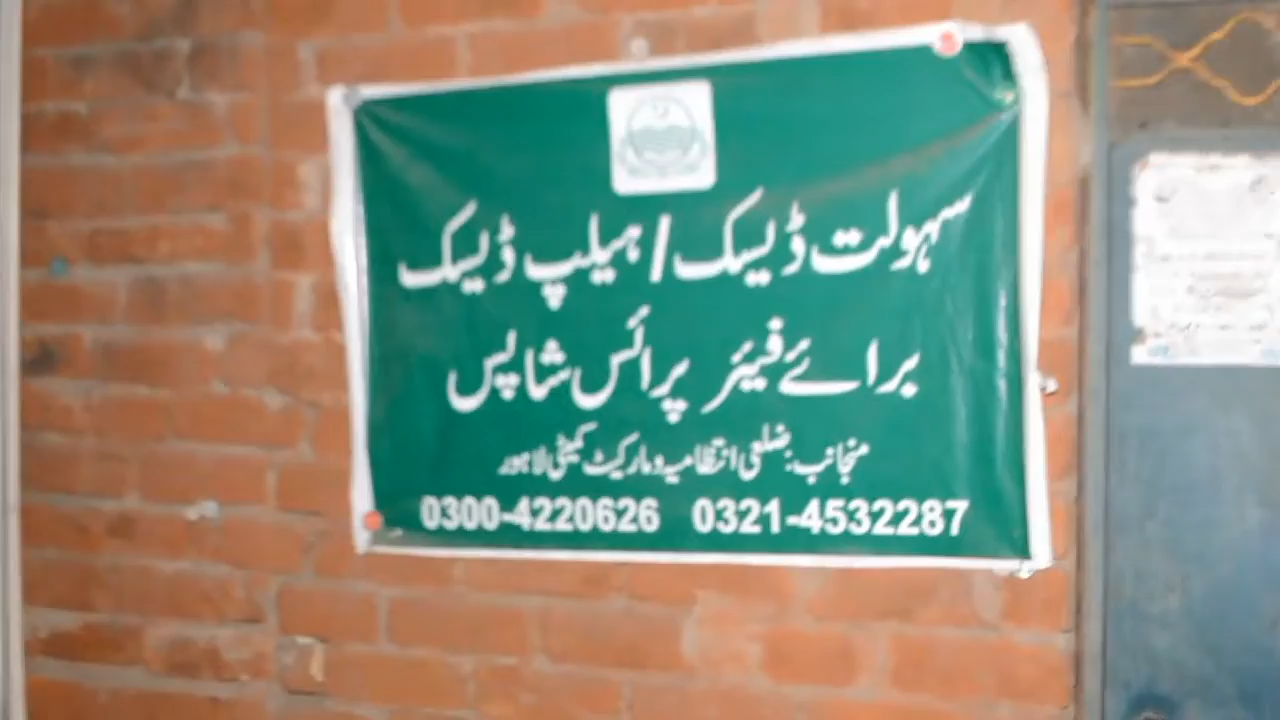 سہولت ڈیسک / ہیلپ ڈیسک
برائے فیئر پرائس شاپس
منجانب: ضلعی انتظامیہ و مارکیٹ کمیٹی لاہور
0300-4220626 0321-4532287